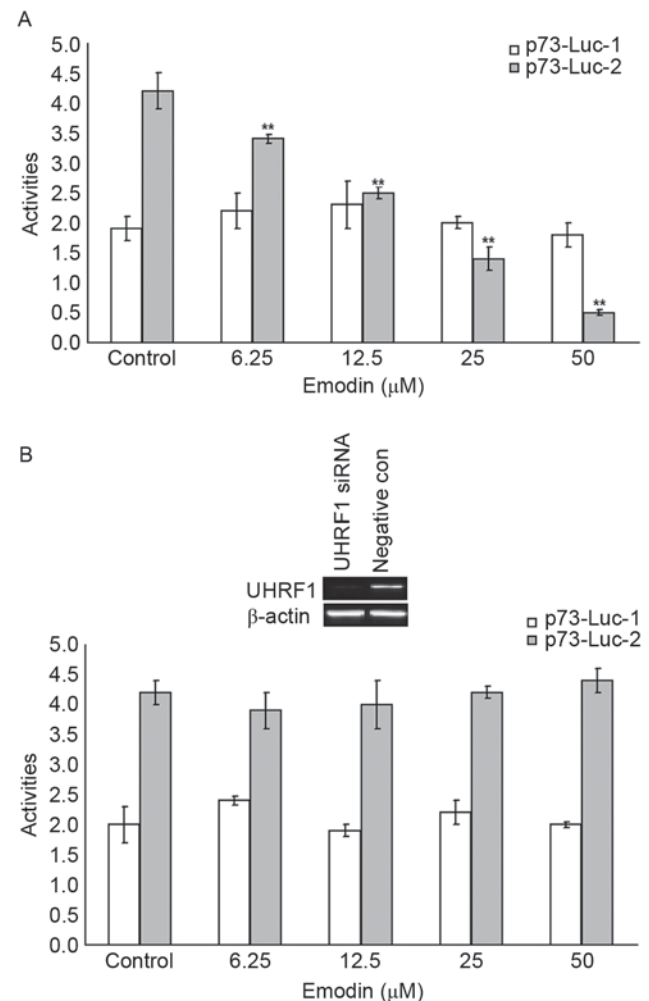 A
p73-Luc-1
p73-Luc-2
5.0
4.5
4.0
3.5
3.0
2.5
2.0
1.5
1.0
0.5
0.0
Activities
**
**
**
**
Control 6.25 12.5 25 50
Emodin (μM)
B
UHRF1 siRNA
Negative con
UHRF1
β-actin
p73-Luc-1
p73-Luc-2
5.0
4.5
4.0
3.5
3.0
2.5
2.0
1.5
1.0
0.5
0.0
Activities
Control 6.25 12.5 25 50
Emodin (μM)